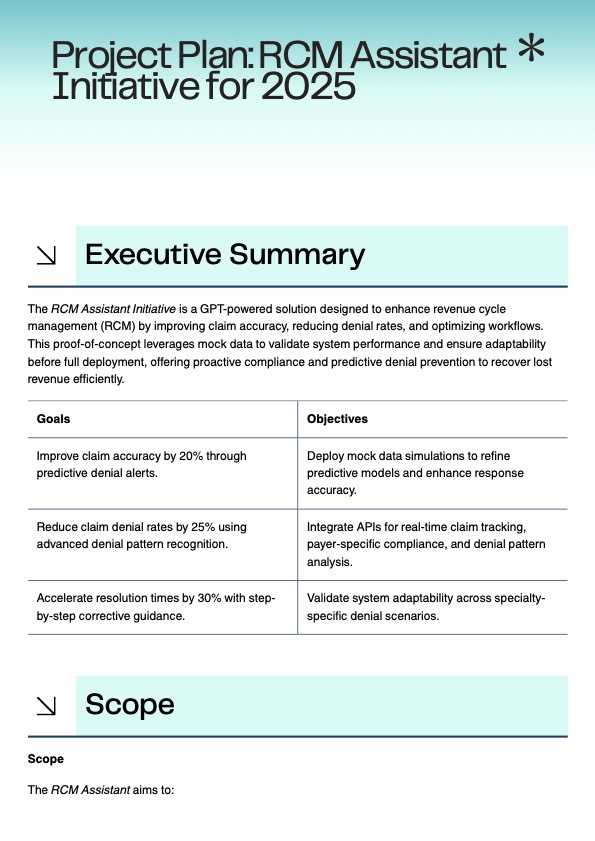 Project Plan: RCM Assistant *
Initiative for 2025
Executive Summary
The RCM Assistant Initiative is a GPT-powered solution designed to enhance revenue cycle
management (RCM) by improving claim accuracy, reducing denial rates, and optimizing workflows.
This proof-of-concept leverages mock data to validate system performance and ensure adaptability
before full deployment, offering proactive compliance and predictive denial prevention to recover lost
revenue efficiently.
Goals
Objectives
Improve claim accuracy by 20% through
predictive denial alerts.
Deploy mock data simulations to refine
predictive models and enhance response
accuracy.
Reduce claim denial rates by 25% using
advanced denial pattern recognition.
Integrate APIs for real-time claim tracking,
payer-specific compliance, and denial pattern
analysis.
Accelerate resolution times by 30% with step-
by-step corrective guidance.
Validate system adaptability across specialty-
specific denial scenarios.
Scope
Scope
The RCM Assistant aims to: